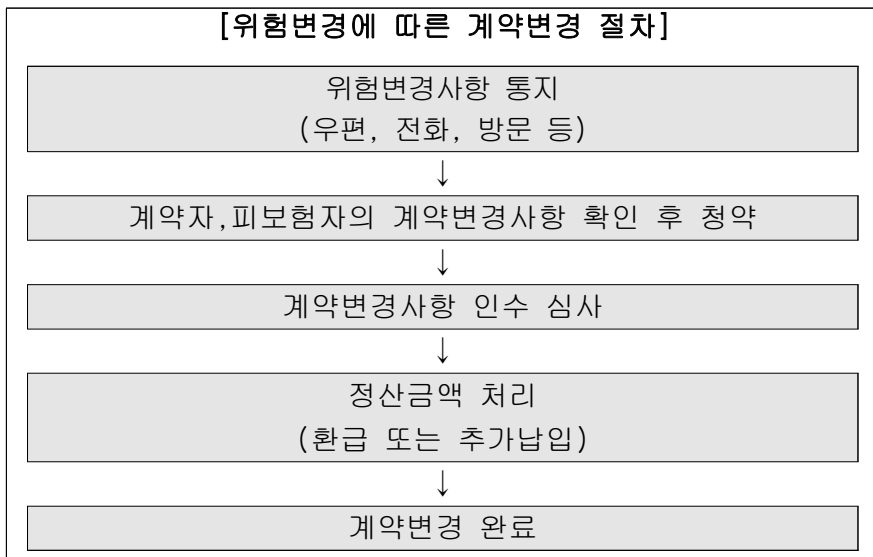 [위험변경에 따른 계약변경 절차]
위험변경사항 통지
(우편, 전화, 방문 등)
↓
계약자,피보험자의 계약변경사항 확인 후 청약
↓
계약변경사항 인수 심사
↓
정산금액 처리
(환급 또는 추가납입)
↓
계약변경 완료